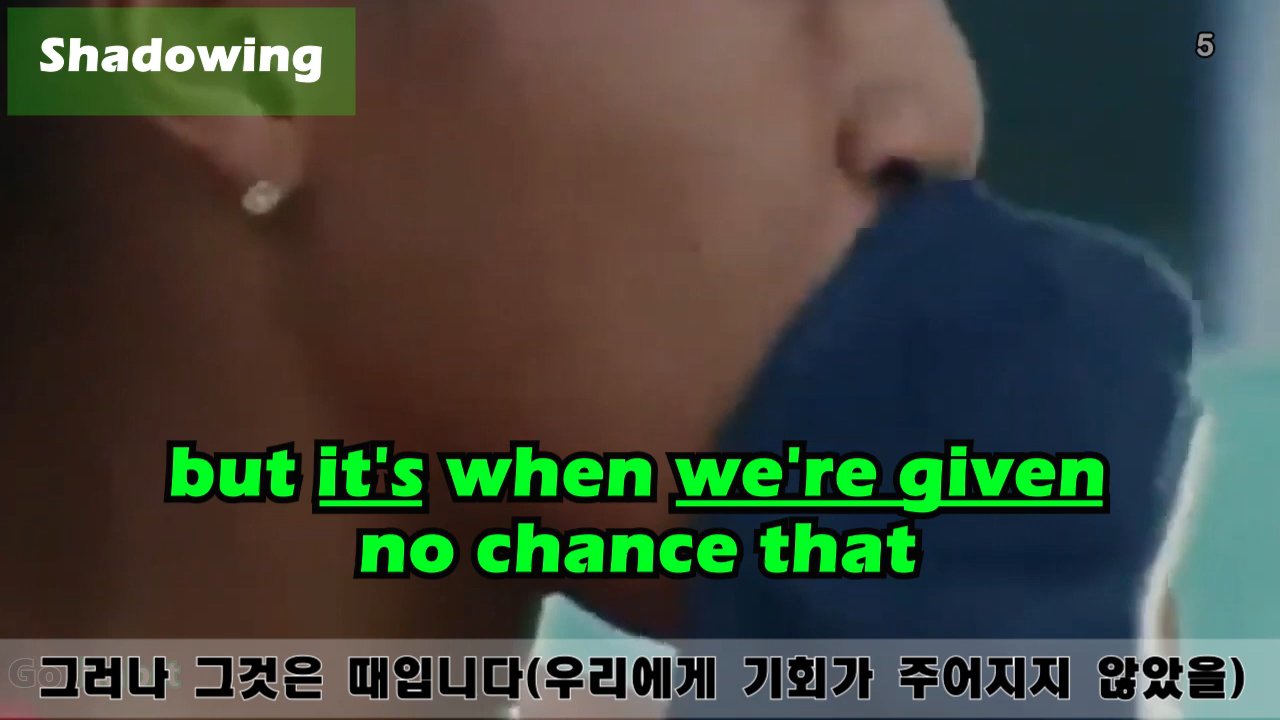 Shadowing
5
but it's when we're given
no chance that
그러나 그것은 때입니다(우리에게 기회가 주어지지 않았을)